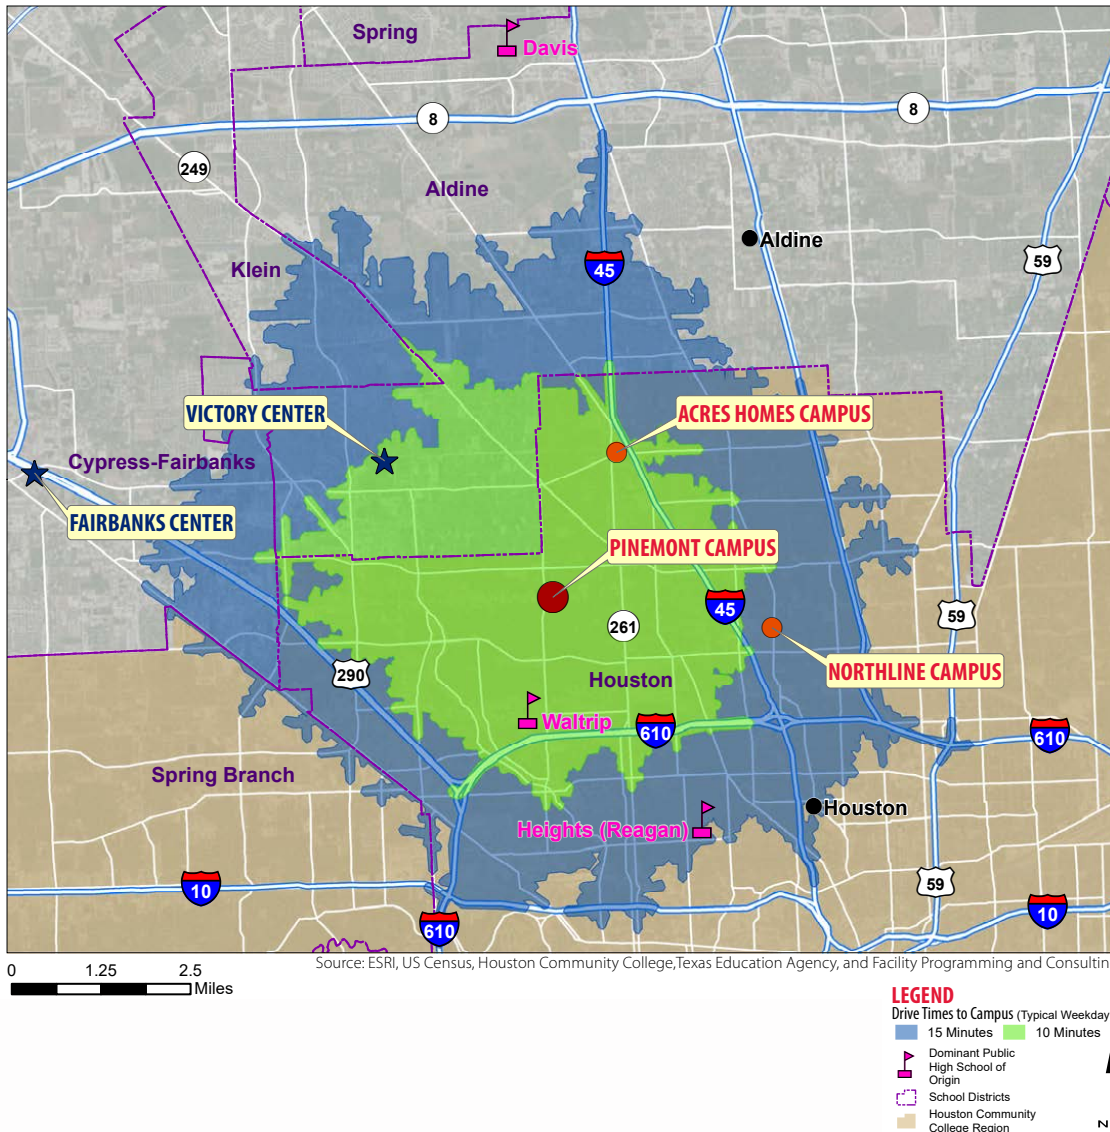 Spring
Davis
8
8
249
Aldine
Aldine
59
Klein
45
VICTORY CENTER
ACRES HOMES CAMPUS
Cypress-Fairbanks
FAIRBANKS CENTER
PINEMONT CAMPUS
45
59
261
290
Houston
NORTHLINE CAMPUS
Waltrip
610
610
Spring Branch
Houston
Heights (Reagan)
10
59
10
610
Source: ESRI, US Census, Houston Community College,Texas Education Agency, and Facility Programming and Consultin
0 1.25 2.5
Miles
LEGEND
Drive Times to Campus (Typical Weekday
15 Minutes 10 Minutes
Dominant Public
High School of
Origin
School Districts
Houston Community
College Region
N